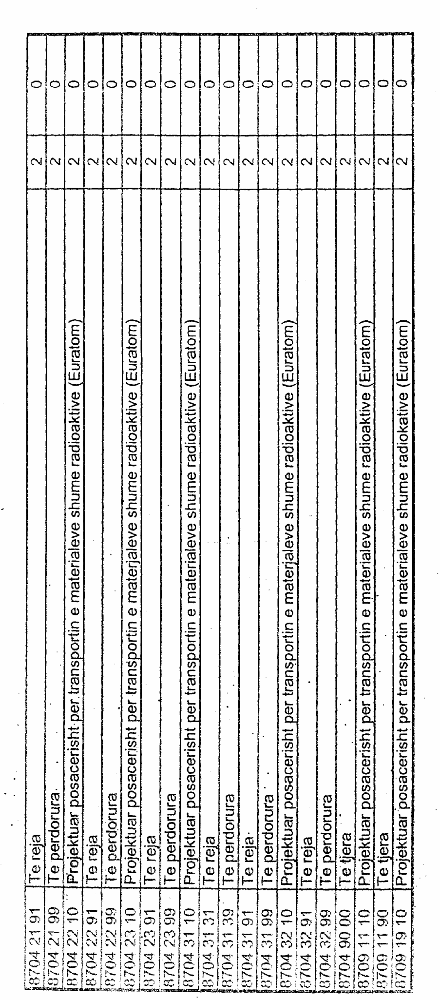 8704 21 91 Te reja 2 0
8704 21 99 Te perdorura 2 0
8704 22 10 Projektuar posacerisht per transportin e materialeve shume radioaktive (Euratom) 2 0
8704 22 91 Te reja 2 0
8704 22 99 Te perdorura 2 0
8704 23 10 Projektuar posacerisht per transportin e materjaleve shume radioaktive (Euratom) 2 0
8704 23 91 Te reja 2 0
8704 23 99 Te perdorura 2 0
8704 31 10 Projektuar posacerisht per transportin e materialeve shume radioaktive (Euratom) 2 0
8704 31 31 Te reja 2 0
8704 31 39 Te perdorura 2 0
8704 31 91 Te reja 2 0
8704 31 99 Te perdorura 2 0
8704 32 10 Projektuar posacerisht per transportin e materjaleve shume radioaktive (Euratom) 2 0
8704 32 91 Te reja 2 0
8704 32 99 Te perdorura 2 0
8704 90 00 Te tjera 2 0
8709 11 10 Projektuar posacerisht per transportin e materialeve shume radioaktive (Euratom) 2 0
8709 11 90 Te tjera 2 0
8709 19 10 Projektuar posacerisht per transportin e materialeve shume radiokative (Euratom) 2 0